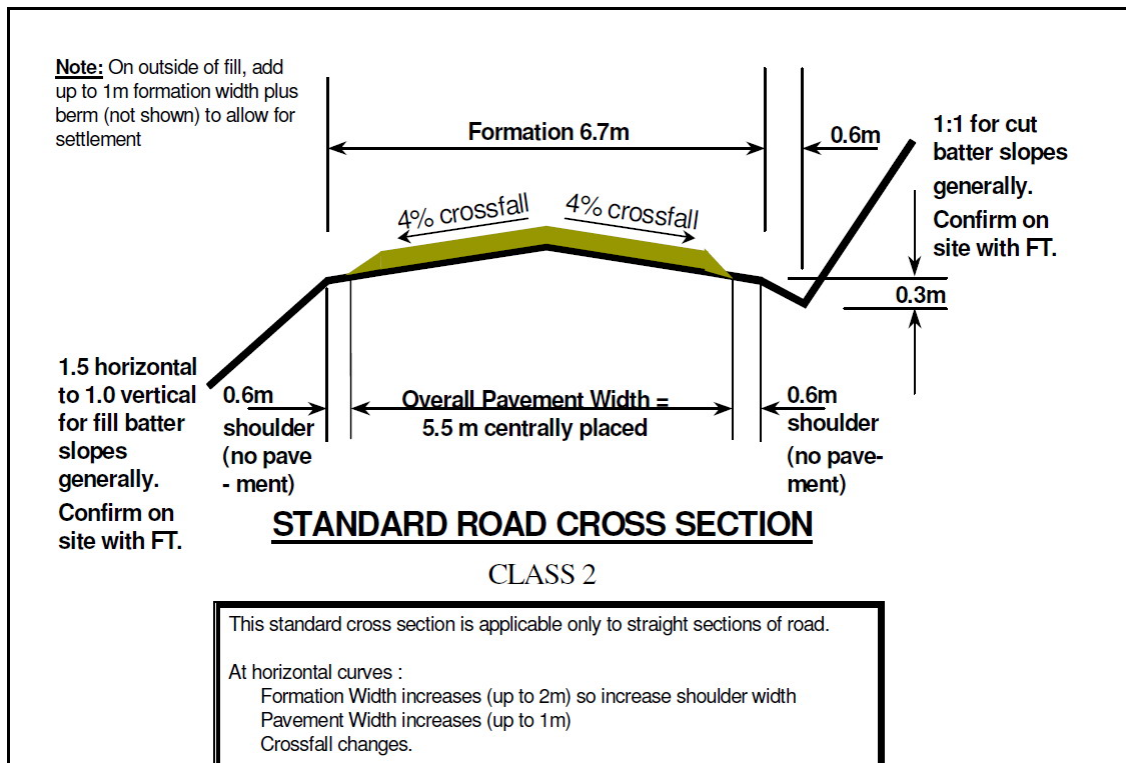 Note: On outside of fill, add
up to 1m formation width plus
berm (not shown) to allow for
settlement
Formation 6.7m
0.6m
1:1 for cut
batter slopes
generally.
Confirm on
site with FT.
4% crossfall
4% crossfall
0.3m
1.5 horizontal
to 1.0 vertical
for fill batter
slopes
generally.
Confirm on
site with FT.
0.6m
shoulder
(no pave
- ment)
Overall Pavement Width =
5.5 m centrally placed
0.6m
shoulder
(no pave-
ment)
STANDARD ROAD CROSS SECTION
CLASS 2
This standard cross section is applicable only to straight sections of road.
At horizontal curves :
Formation Width increases (up to 2m) so increase shoulder width
Pavement Width increases (up to 1m)
Crossfall changes.